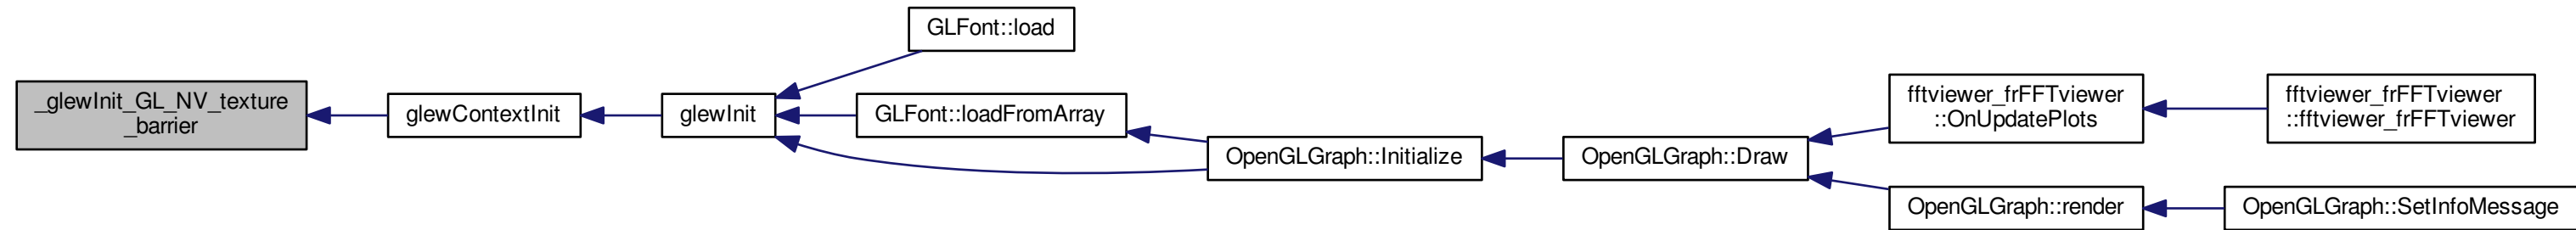 _glewInit_GL_NV_texture
_barrier
glewContextInit
glewInit
GLFont::load
GLFont::loadFromArray
OpenGLGraph::Initialize
OpenGLGraph::Draw
fftviewer_frFFTviewer
::OnUpdatePlots
fftviewer_frFFTviewer
::fftviewer_frFFTviewer
OpenGLGraph::render
OpenGLGraph::SetInfoMessage